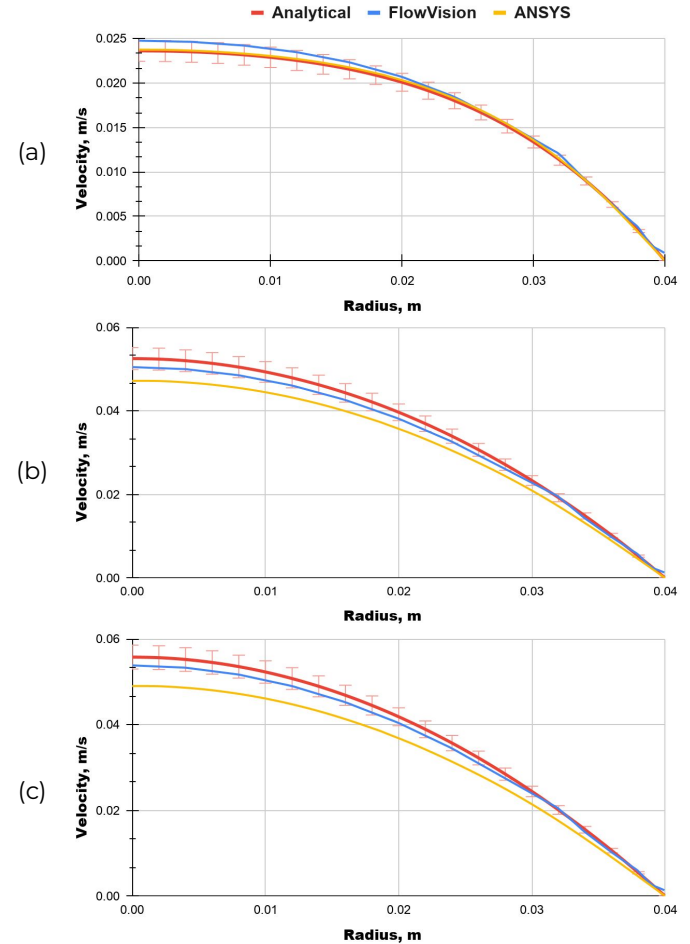 Analytical FlowVision ANSYS
(a)
Velocity, m/s
0.025
0.020
0.015
0.010
0.005
0.000
0.00 0.01 0.02 0.03 0.04
Radius, m
(b)
Velocity, m/s
0.06
0.04
0.02
0.00
0.00 0.01 0.02 0.03 0.04
Radius, m
(c)
Velocity, m/s
0.06
0.04
0.02
0.00
0.00 0.01 0.02 0.03 0.04
Radius, m